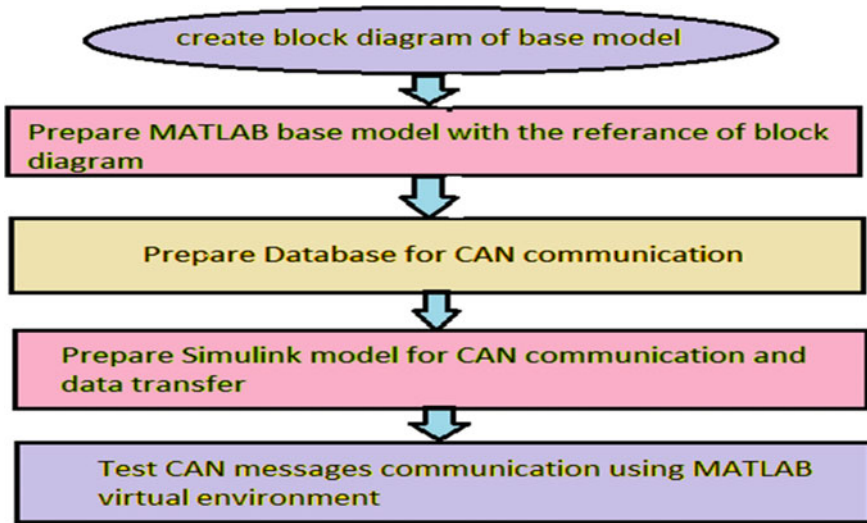 create block diagram of base model
Prepare MATLAB base model with the referance of block
diagram
Prepare Database for CAN communication
Prepare Simulink model for CAN communication and
data transfer
Test CAN messages communication using MATLAB
virtual environment